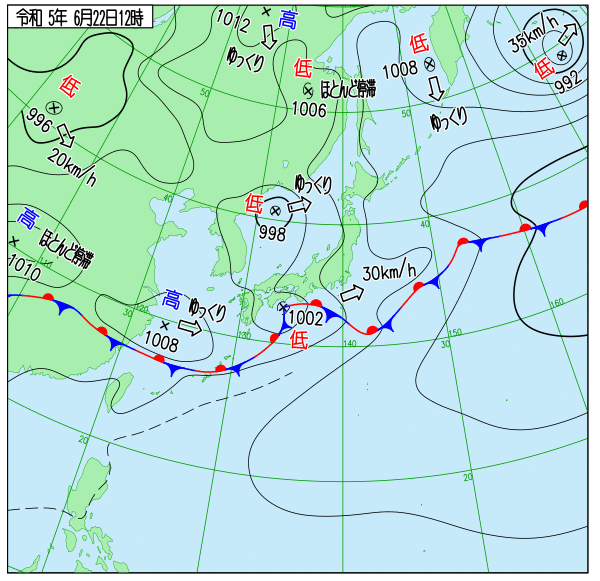 令和 5年 6月22日12時
1012
高
ゆっくり
低
1008
ゆっくり
35km/h
低
992
低
996
20km/h
低
ほとんど停滞
1006
50
50
40
40
低
ゆっくり
998
高
ほとんど停滞
1010
高
ゆっくり
1008
30km/h
1002
低
30
120
130
140
30
150
160
20
20